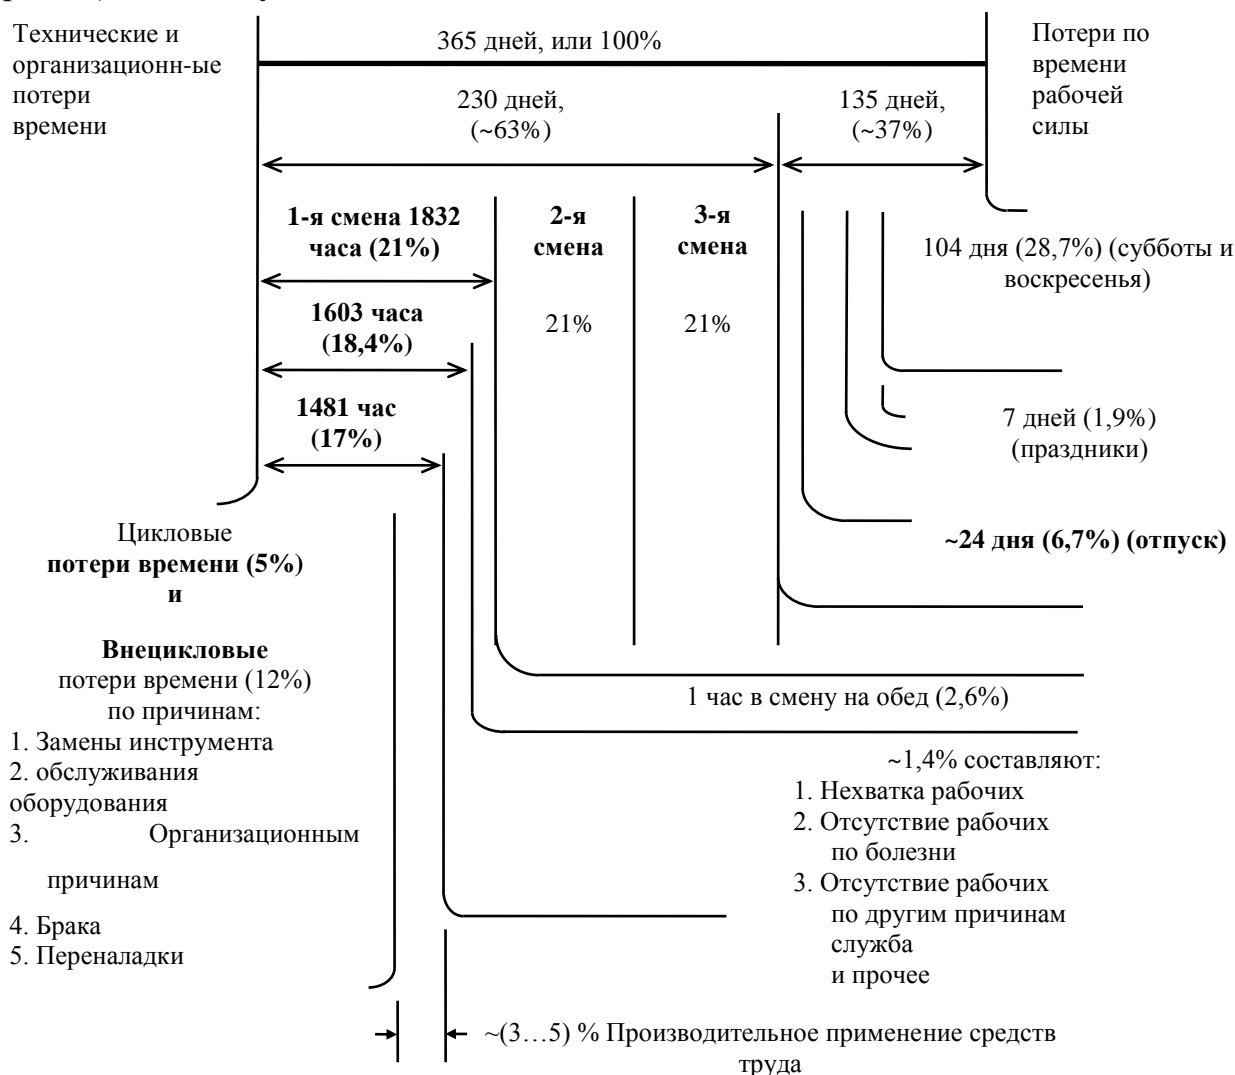 Технические и
организационн-ые
потери
времени
365 дней, или 100%
Потери по
времени
рабочей
силы
230 дней,
(~63%)
135 дней,
(~37%)
1-я смена 1832
часа (21%)
2-я
смена
3-я
смена
104 дня (28,7%) (субботы и
воскресенья)
1603 часа
(18,4%)
21%
21%
1481 час
(17%)
7 дней (1,9%)
(праздники)
Цикловые
потери времени (5%)
и
~24 дня (6,7%) (отпуск)
Внецикловые
потери времени (12%)
по причинам:
1. Замены инструмента
2. обслуживания
оборудования
3. Организационным
причинам
4. Брака
5. Переналадки
1 час в смену на обед (2,6%)
~1,4% составляют:
1. Нехватка рабочих
2. Отсутствие рабочих
по болезни
3. Отсутствие рабочих
по другим причинам
служба
и прочее
~(3…5) % Производительное применение средств
труда